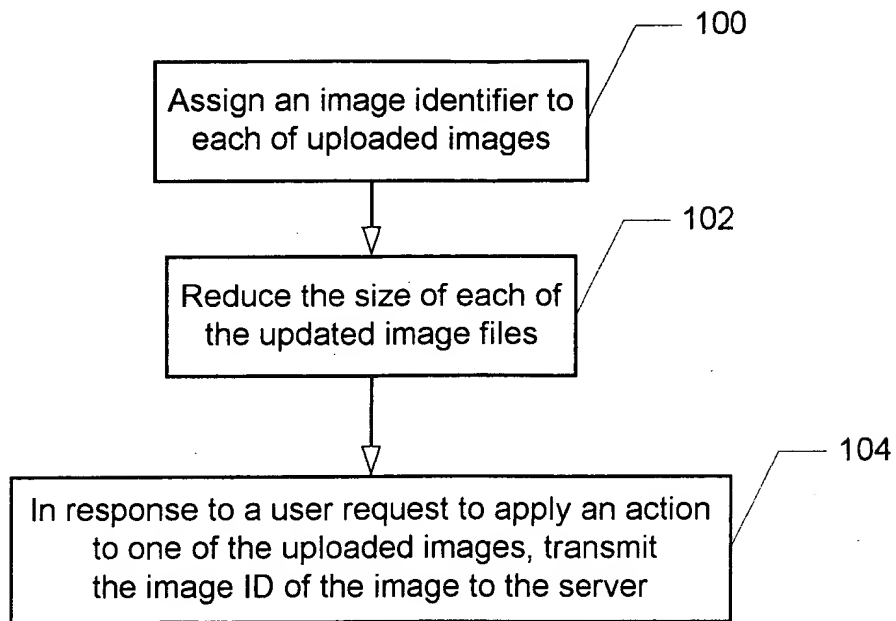 100
Assign an image identifier to
each of uploaded images
102
Reduce the size of each of
the updated image files
104
In response to a user request to apply an action
to one of the uploaded images, transmit
the image ID of the image to the server